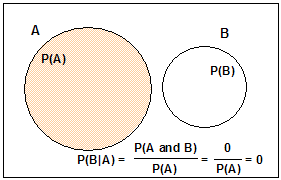 A
B
P(A)
P(B)
P(B|A) = P(A and B) / P(A) = 0 / P(A) = 0